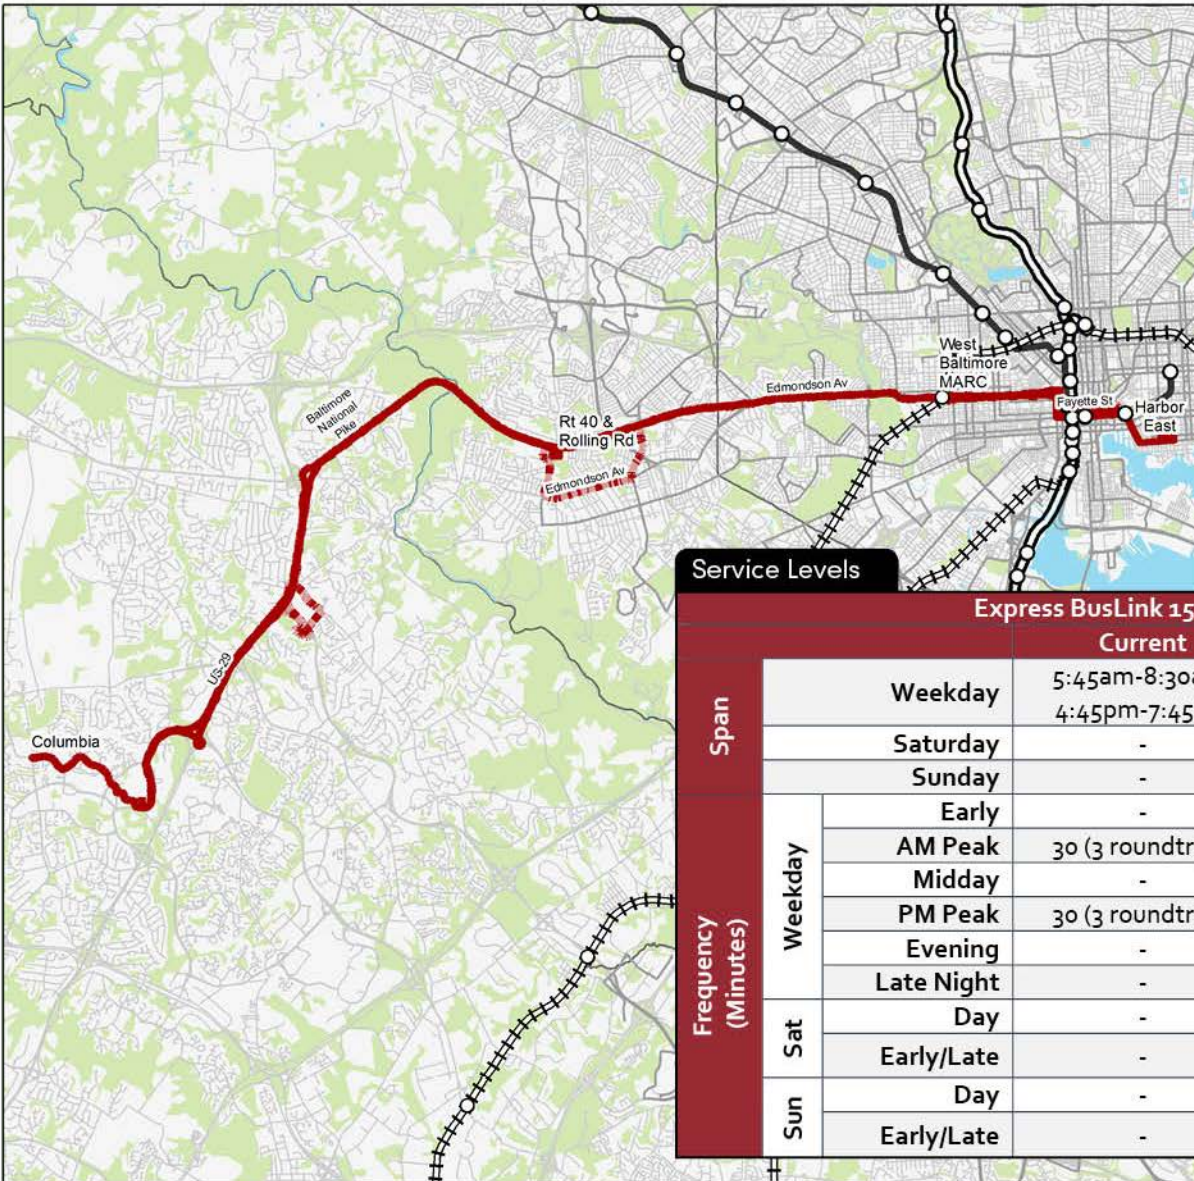 West
Baltimore
MARC
Edmondson Av
Fayette St
Harbor
East
Baltimore
National
Pike
Rt 40 &
Rolling Rd
Edmondson Av
US-29
Columbia
Service Levels
Express BusLink 15
Current
Span
Weekday
5:45am-8:30a
4:45pm-7:45
Saturday -
Sunday -
Frequency
(Minutes)
Weekday
Early -
AM Peak 30 (3 roundtr
Midday -
PM Peak 30 (3 roundtr
Evening -
Late Night -
Sat
Day -
Early/Late -
Sun
Day -
Early/Late -